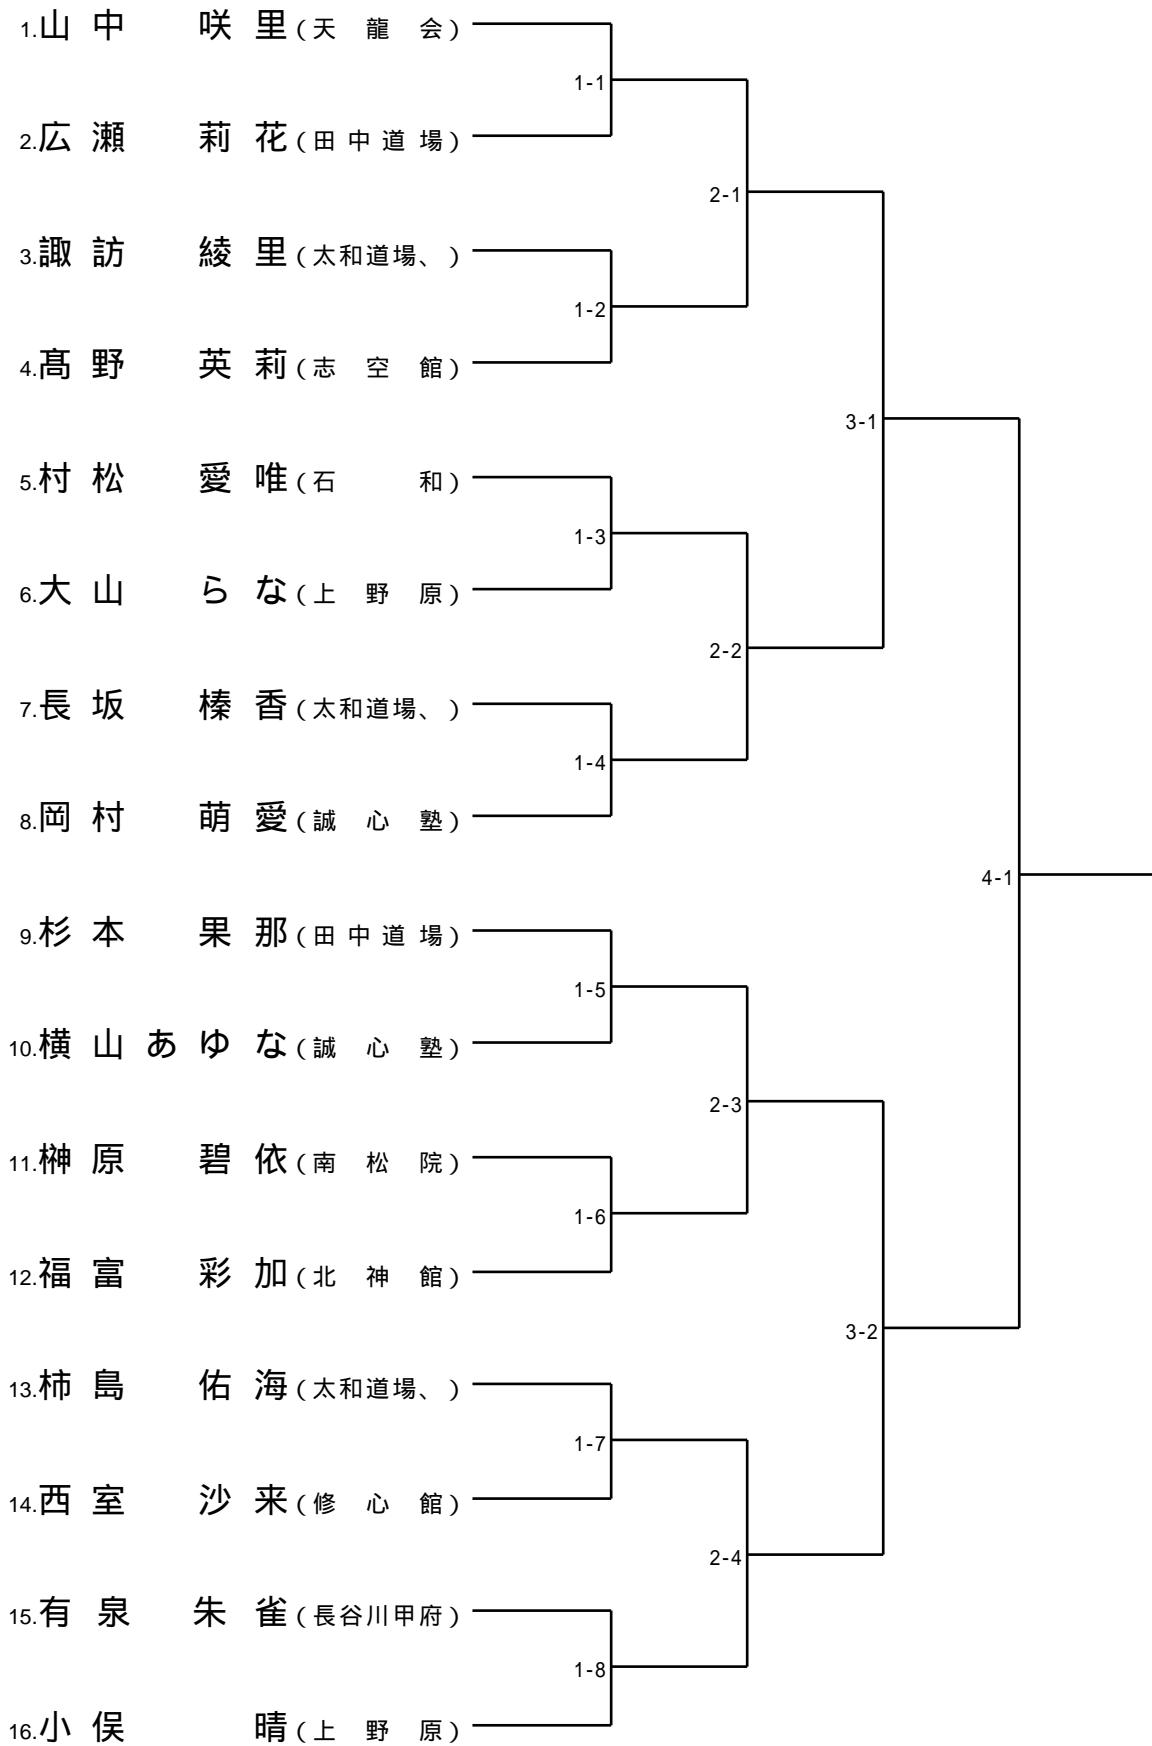 1.山中 咲里(天龍会)
1-1
2.広瀬 莉花(田中道場)
2-1
3.諏訪 綾里(太和道場、)
1-2
4.髙野 英莉(志空館)
3-1
5.村松 愛唯(石和)
1-3
6.大山 らな(上野原)
2-2
7.長坂 榛香(太和道場、)
1-4
8.岡村 萌愛(誠心塾)
4-1
9.杉本 果那(田中道場)
1-5
10.横山あゆな(誠心塾)
2-3
11.榊原 碧依(南松院)
1-6
12.福富 彩加(北神館)
3-2
13.柿島 佑海(太和道場、)
1-7
14.西室 沙来(修心館)
2-4
15.有泉 朱雀(長谷川甲府)
1-8
16.小俣 晴(上野原)